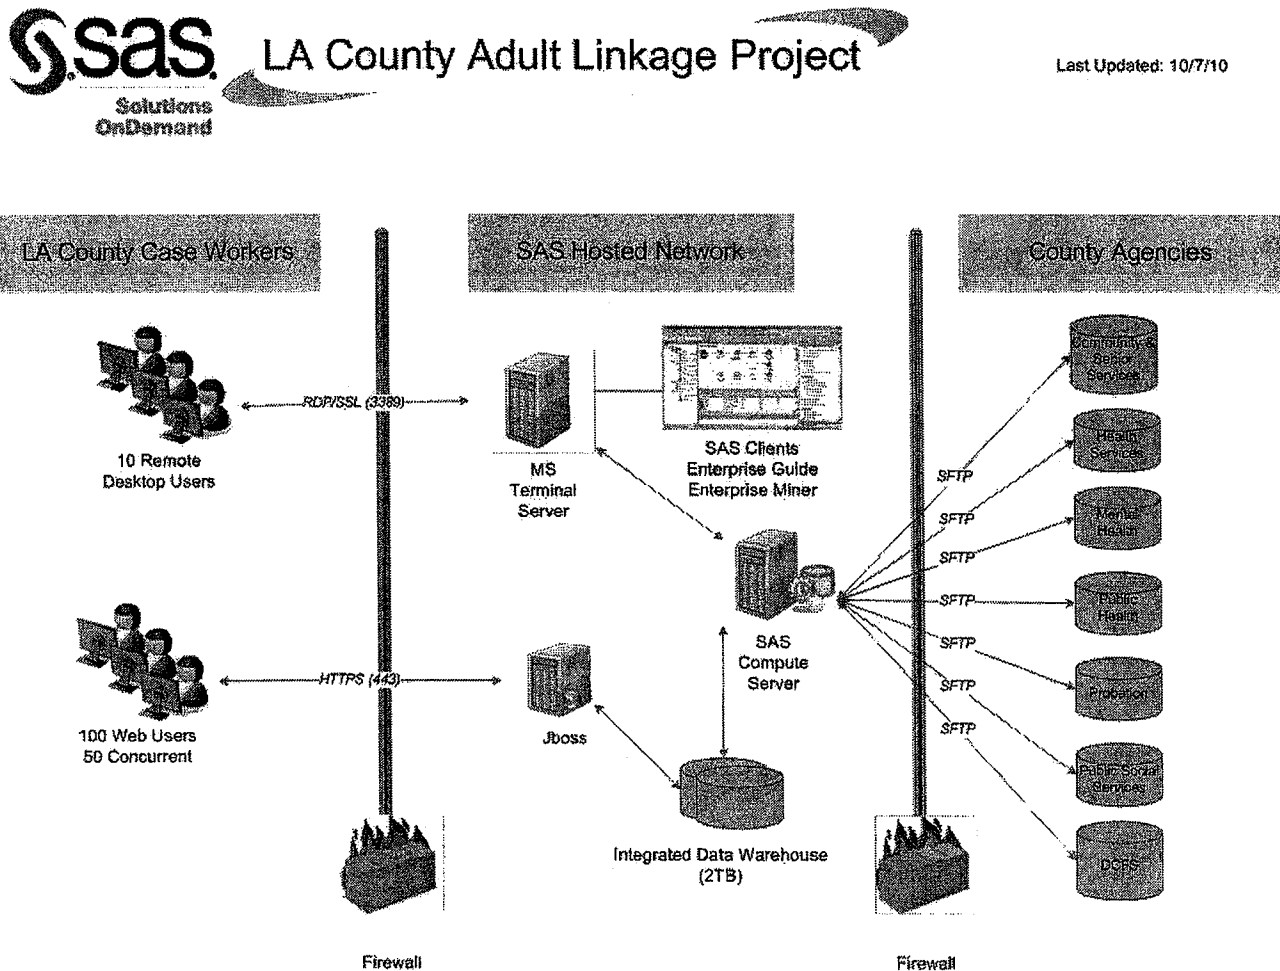 sas.
Solutions
OnDemand
LA County Adult Linkage Project
Last Updated: 10/7/10
LA County Case Workers
SAS Hosted Network
County Agencies
10 Remote
Desktop Users
RDP/SSL (3389)
MS
Terminal
Server
SAS Clients
Enterprise Guide
Enterprise Miner
SAS
Compute
Server
100 Web Users
50 Concurrent
HTTPS (443)
Jboss
Integrated Data Warehouse
(2TB)
SFTP
SFTP
SFTP
SFTP
SFTP
SFTP
SFTP
Community &
Senior
Services
Health
Services
Mental
Health
Public
Health
Probation
Public Social
Services
DCFS
Firewall
Firewall